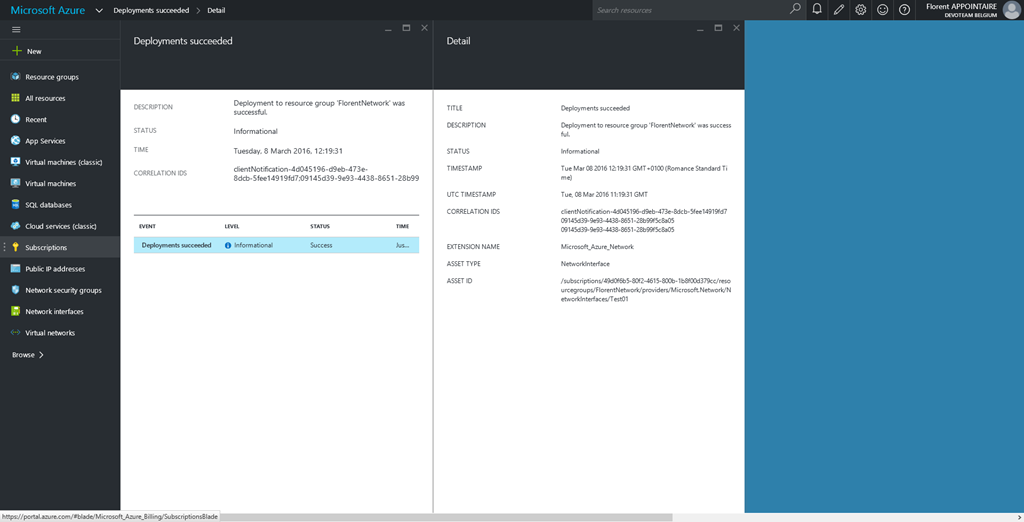 Microsoft Azure Deployments succeeded > Detail
Search resources
Florent APPOINTAIRE
DEVOTEAM BELGIUM
New
Resource groups
All resources
Recent
App Services
Virtual machines (classic)
Virtual machines
SQL databases
Cloud services (classic)
Subscriptions
Public IP addresses
Network security groups
Network interfaces
Virtual networks
Browse >
Deployments succeeded
DESCRIPTION Deployment to resource group 'FlorentNetwork' was
successful.
STATUS Informational
TIME Tuesday, 8 March 2016, 12:19:31
CORRELATION IDS clientNotification-4d045196-d9eb-473e-
8dcb-5fee14919fd7;09145d39-9e93-4438-8651-28b99
EVENT LEVEL STATUS TIME
Deployments succeeded Informational Success Jus...
Detail
TITLE Deployments succeeded
DESCRIPTION Deployment to resource group 'FlorentNetwork' was success
ful.
STATUS Informational
TIMESTAMP Tue Mar 08 2016 12:19:31 GMT+0100 (Romance Standard Ti
me)
UTC TIMESTAMP Tue, 08 Mar 2016 11:19:31 GMT
CORRELATION IDS clientNotification-4d045196-d9eb-473e-8dcb-5fee14919fd7
09145d39-9e93-4438-8651-28b99f5c8a05
09145d39-9e93-4438-8651-28b99f5c8a05
EXTENSION NAME Microsoft_Azure_Network
ASSET TYPE NetworkInterface
ASSET ID /subscriptions/49d0f6b5-80f2-4615-800b-1b8f00d379cc/reso
urcegroups/FlorentNetwork/providers/Microsoft.Network/N
etworkInterfaces/Test01
https://portal.azure.com/#blade/Microsoft_Azure_Billing/SubscriptionsBlade